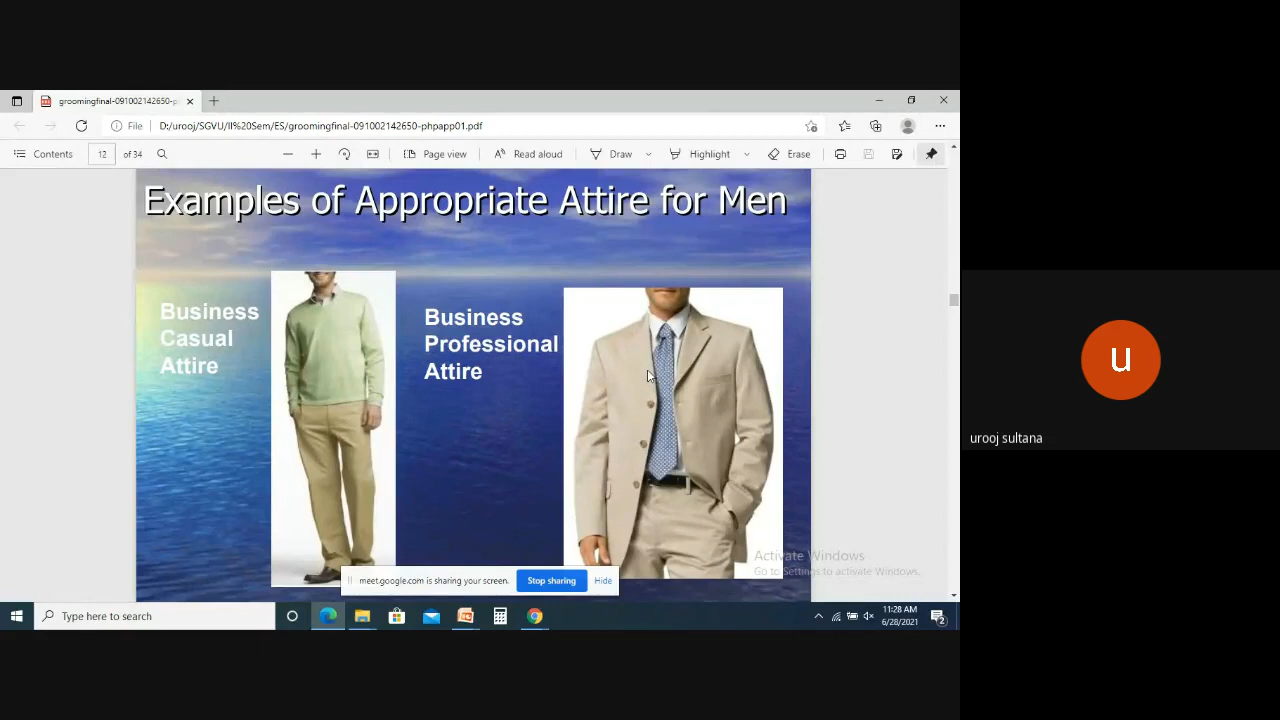 groomingfinal-091002142650-p
File
D:/urooj/SGVU/II%20Sem/ES/groomingfinal-091002142650-phpapp01.pdf
Contents
12
of 34
Page view
Read aloud
Draw
Highlight
Erase
Examples of Appropriate Attire for Men
Business
Casual
Attire
Business
Professional
Attire
u
urooj sultana
Activate Windows
Go to Settings to activate Windows.
meet.google.com is sharing your screen.
Stop sharing
Hide
Type here to search
11:28 AM
6/28/2021
2